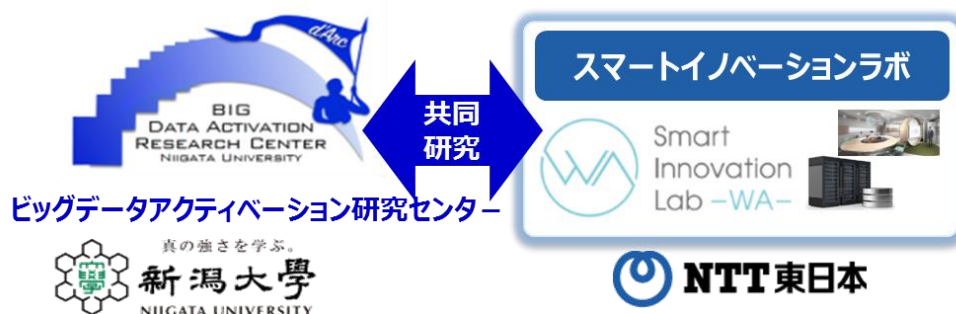 d'Arc
BIG
DATA ACTIVATION
RESEARCH CENTER
NIIGATA UNIVERSITY
ビッグデータアクティベーション研究センター
真の強さを学ぶ。
新潟大学
NIIGATA UNIVERSITY
共同
研究
スマートイノベーションラボ
WA
Smart
Innovation
Lab –WA–
NTT東日本